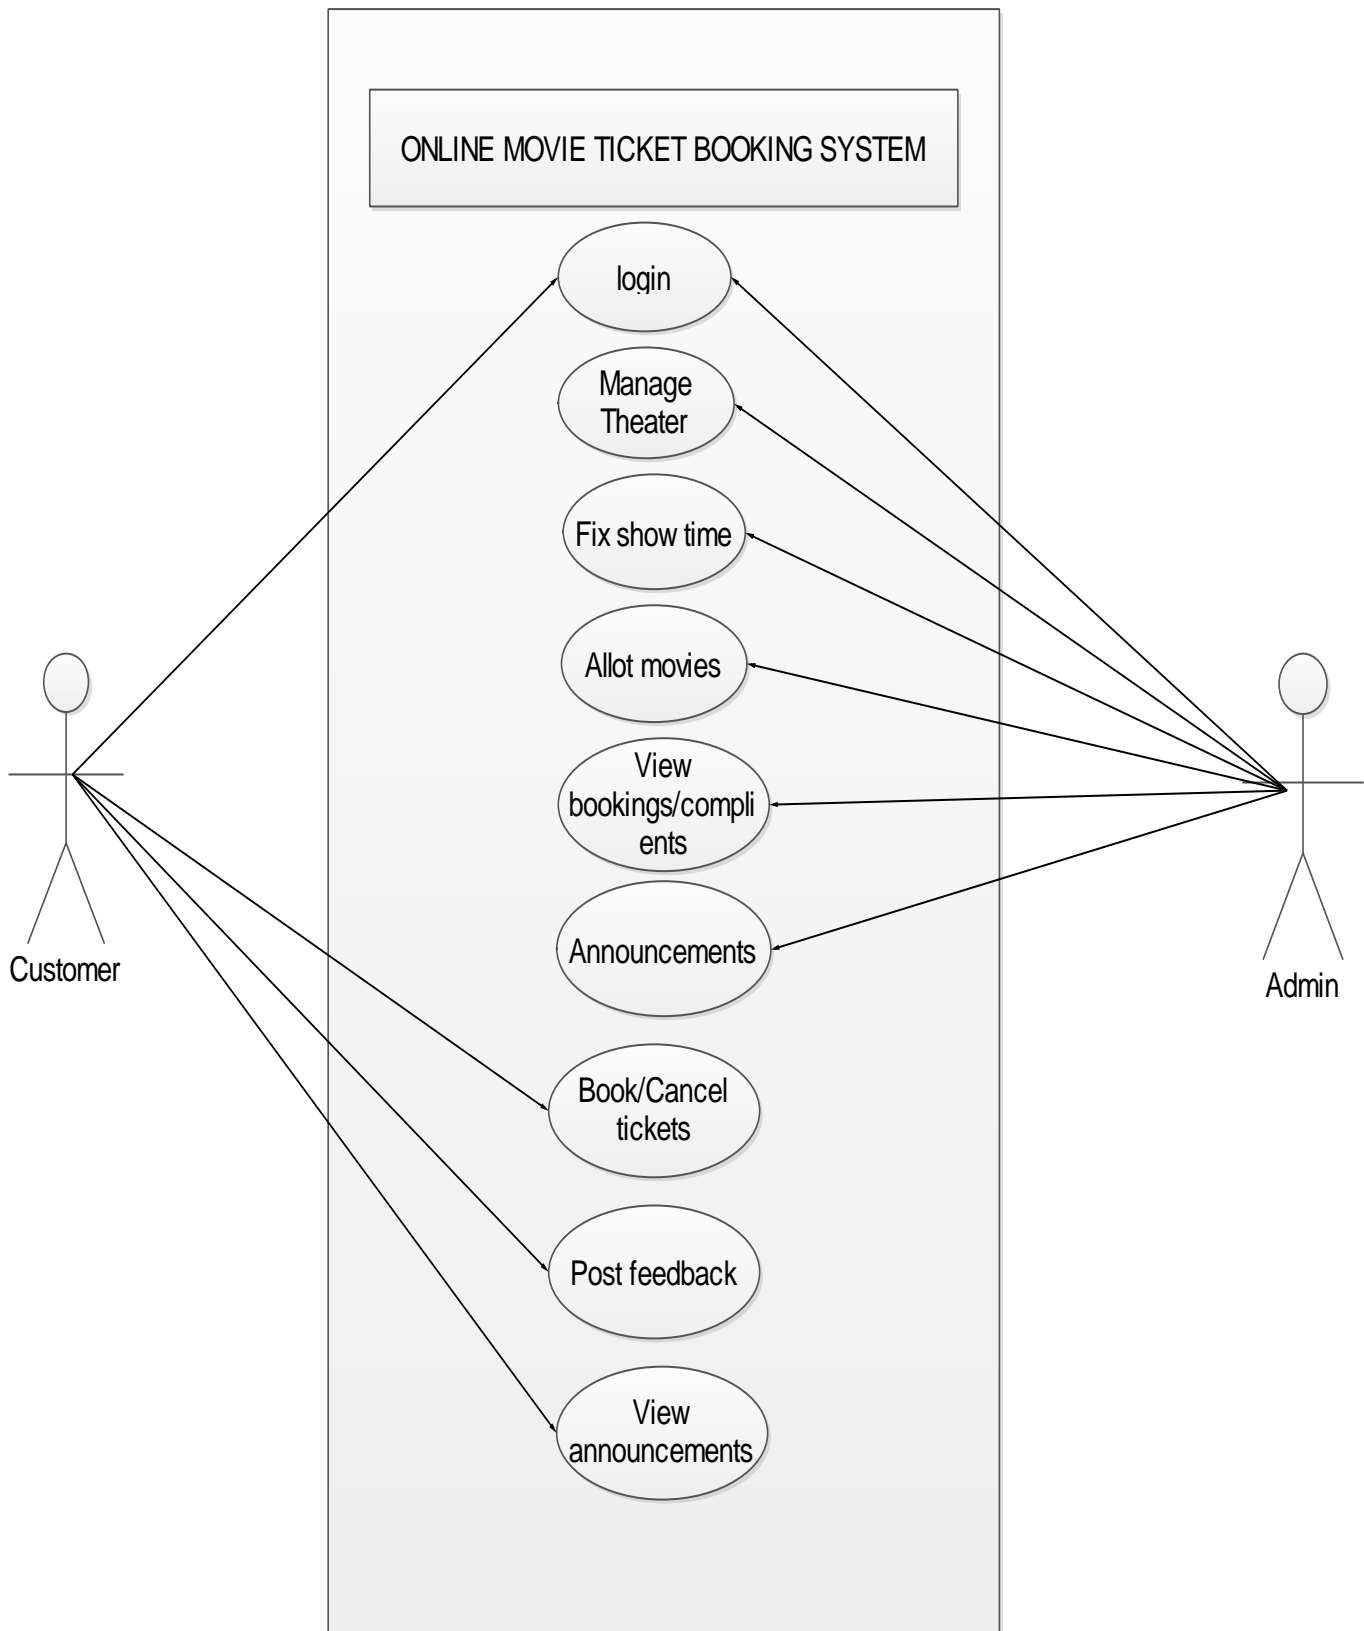 ONLINE MOVIE TICKET BOOKING SYSTEM
login
Manage
Theater
Fix show time
Allot movies
View
bookings/compli
ents
Announcements
Customer
Admin
Book/Cancel
tickets
Post feedback
View
announcements